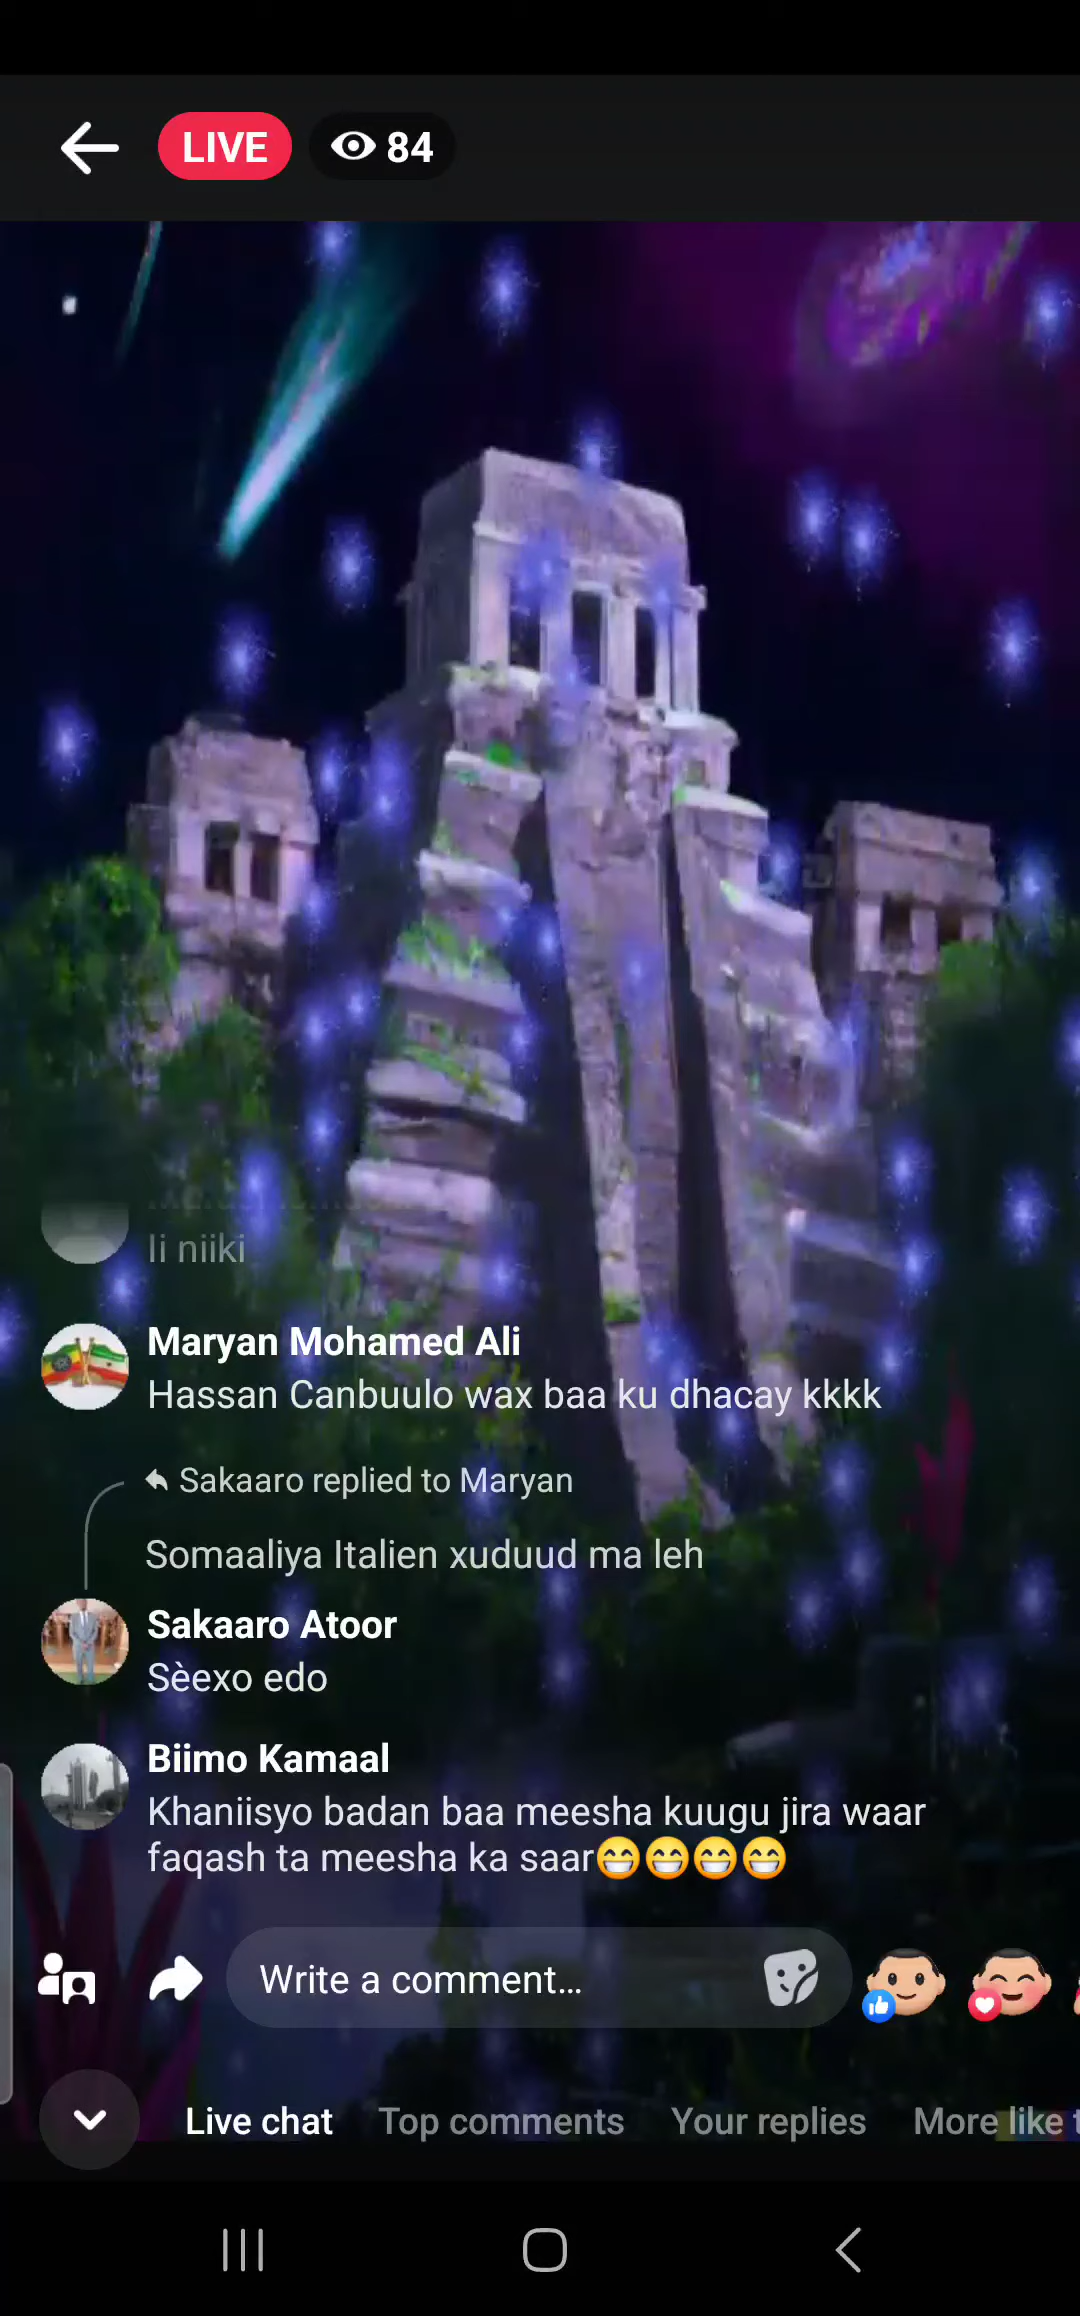 LIVE
84
Ii niiki
Maryan Mohamed Ali
Hassan Canbuulo wax baa ku dhacay kkkk
Sakaaro replied to Maryan
Somaaliya Italien xuduud ma leh
Sakaaro Atoor
Sèexo edo
Biimo Kamaal
Khaniisyo badan baa meesha kuugu jira waar
faqash ta meesha ka saar😁😁😁😁
Write a comment...
Live chat
Top comments
Your replies
More like